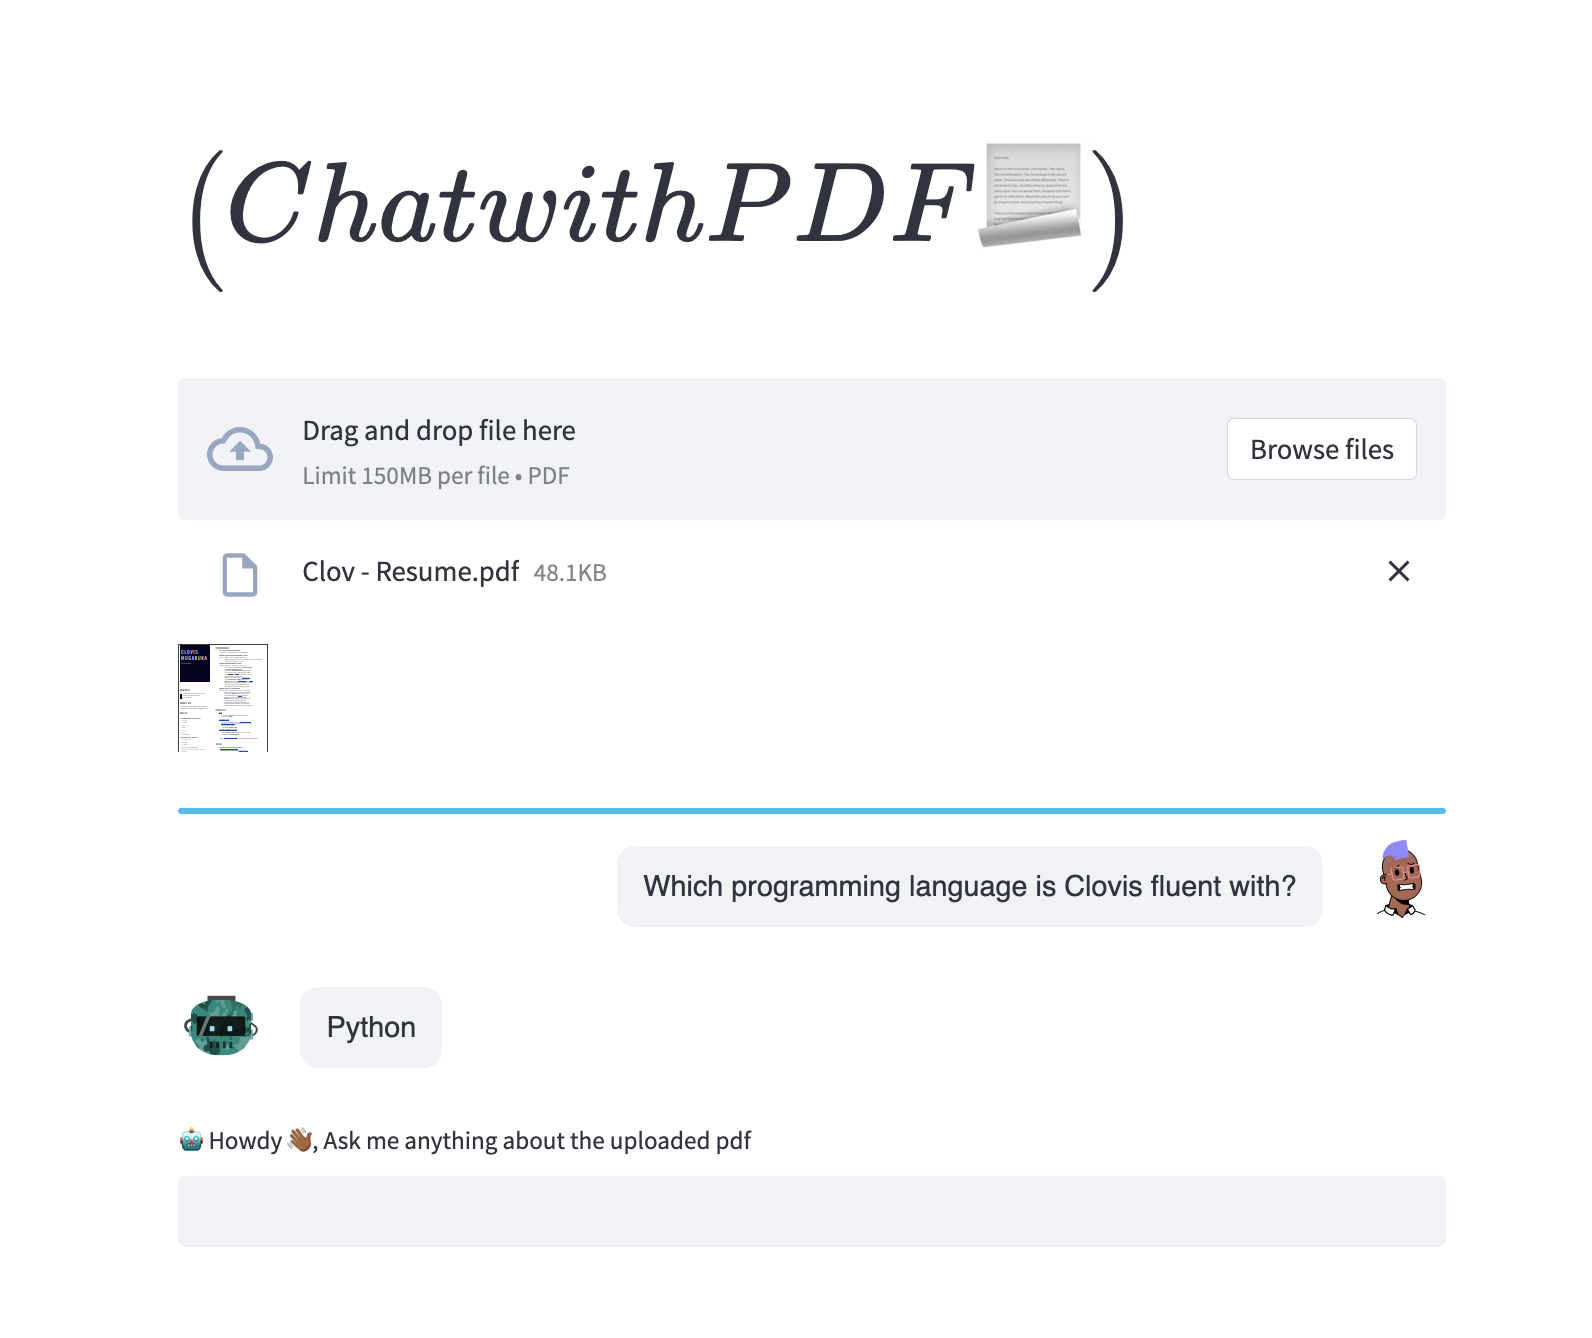 (ChatwithPDF📃)
Drag and drop file here
Limit 150MB per file • PDF
Browse files
Clov - Resume.pdf 48.1KB
CLOVIS
MUGARUKA
Which programming language is Clovis fluent with?
Python
🤖 Howdy 👋🏾, Ask me anything about the uploaded pdf